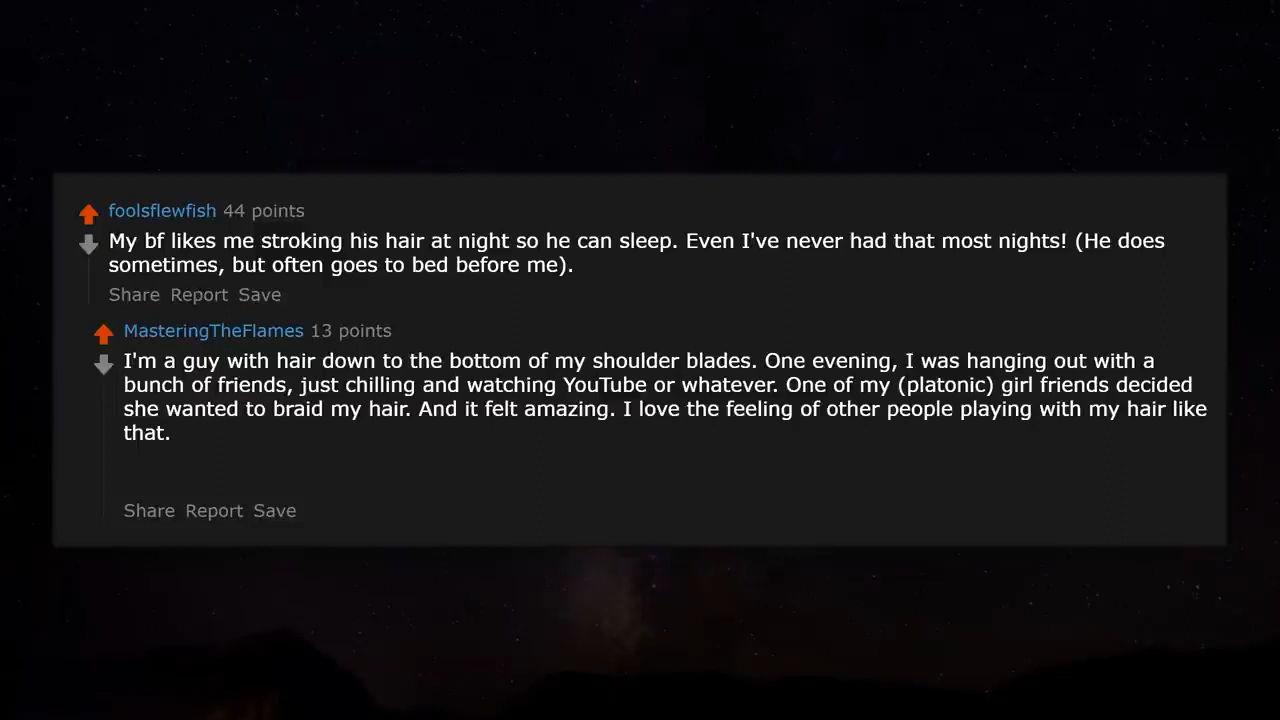 foolsflewfish 44 points
My bf likes me stroking his hair at night so he can sleep. Even I've never had that most nights! (He does
sometimes, but often goes to bed before me).
Share Report Save
MasteringTheFlames 13 points
I'm a guy with hair down to the bottom of my shoulder blades. One evening, I was hanging out with a
bunch of friends, just chilling and watching YouTube or whatever. One of my (platonic) girl friends decided
she wanted to braid my hair. And it felt amazing. I love the feeling of other people playing with my hair like
that.
Share Report Save